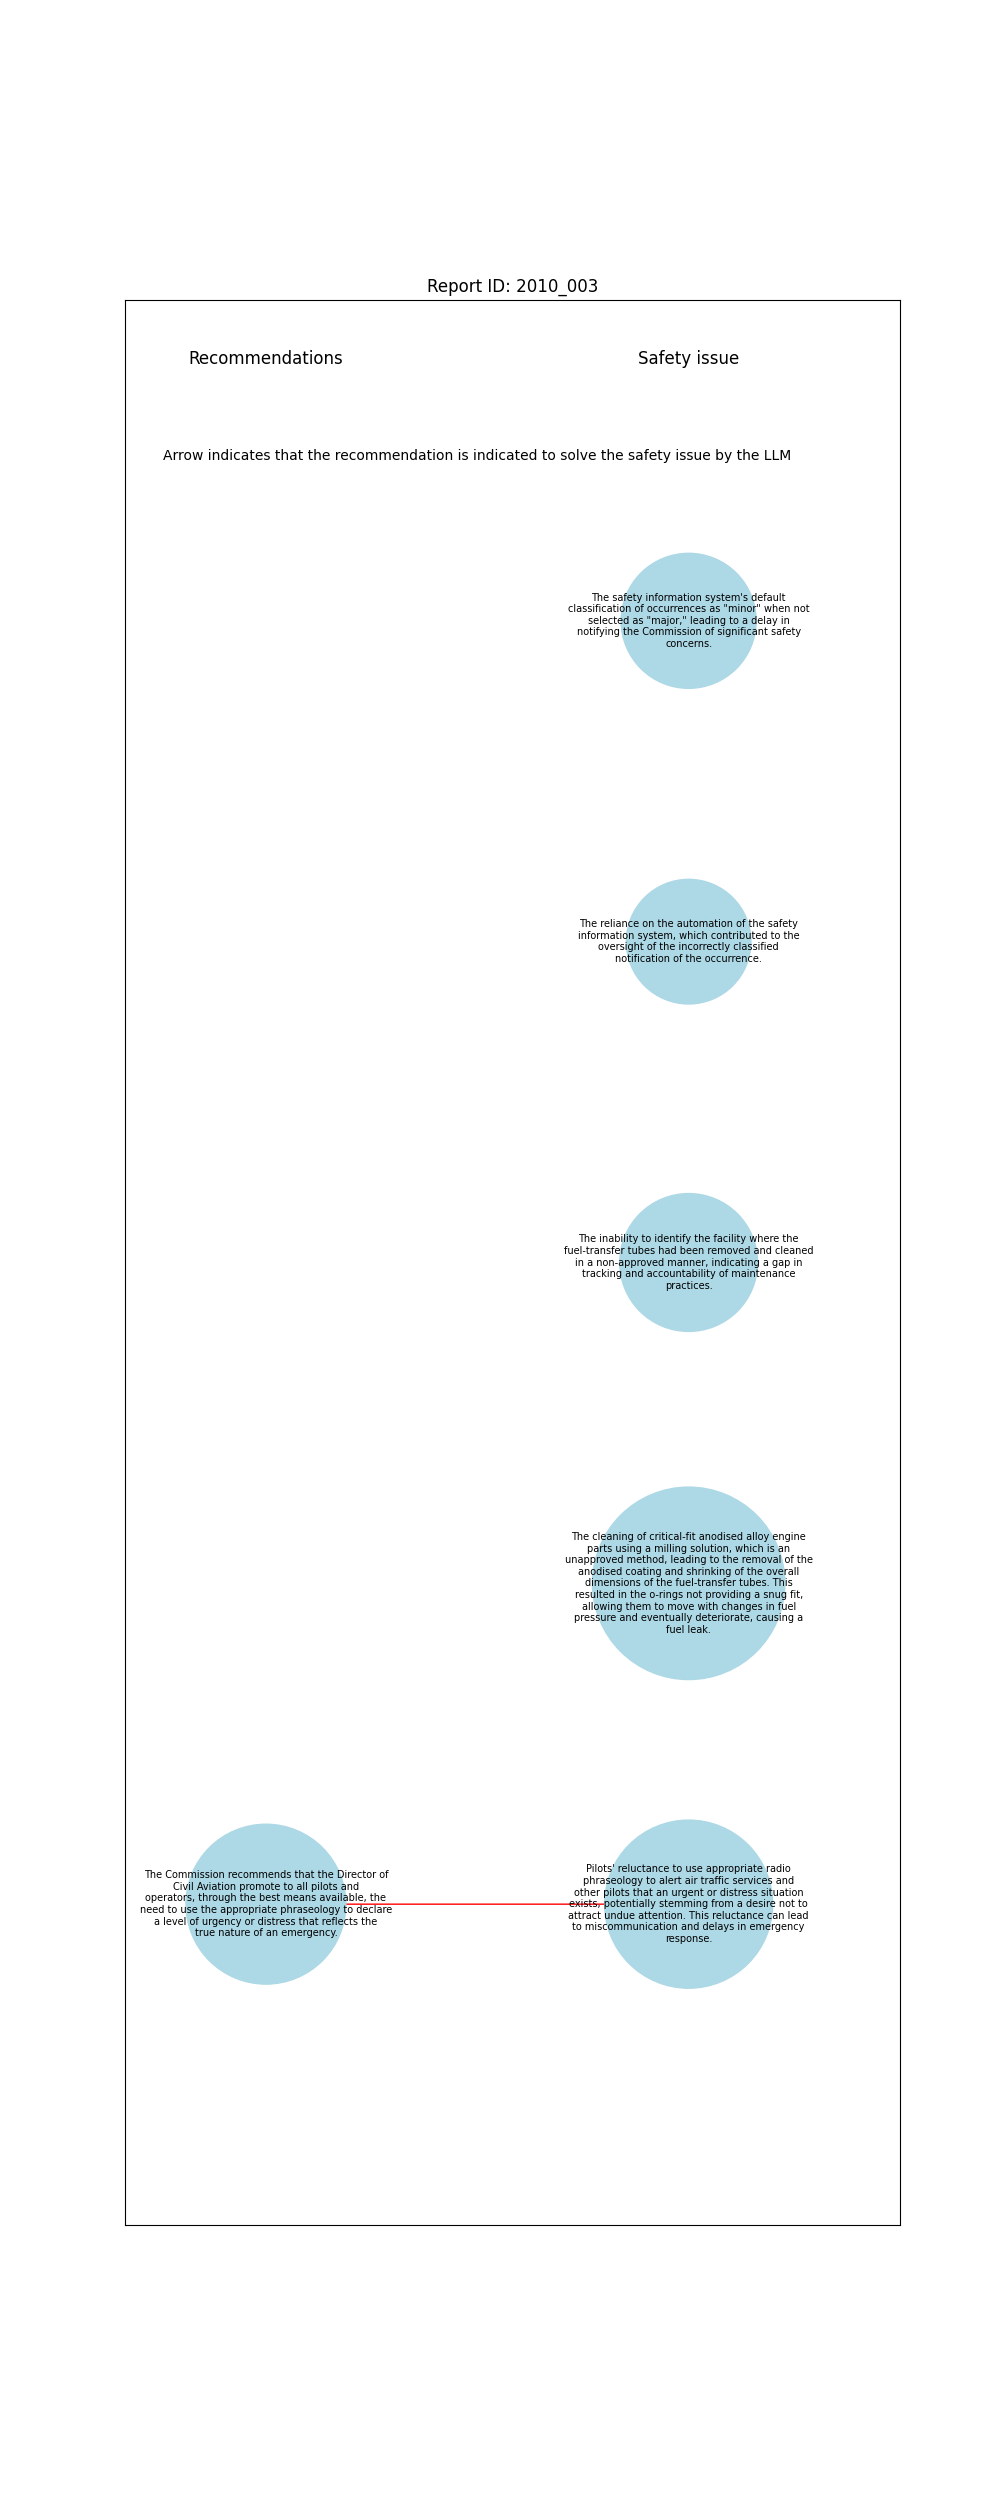 Report ID: 2010_003
Recommendations
Safety issue
Arrow indicates that the recommendation is indicated to solve the safety issue by the LLM
The safety information system's default
classification of occurrences as "minor" when not
selected as "major," leading to a delay in
notifying the Commission of significant safety
concerns.
The reliance on the automation of the safety
information system, which contributed to the
oversight of the incorrectly classified
notification of the occurrence.
The inability to identify the facility where the
fuel-transfer tubes had been removed and cleaned
in a non-approved manner, indicating a gap in
tracking and accountability of maintenance
practices.
The cleaning of critical-fit anodised alloy engine
parts using a milling solution, which is an
unapproved method, leading to the removal of the
anodised coating and shrinking of the overall
dimensions of the fuel-transfer tubes. This
resulted in the o-rings not providing a snug fit,
allowing them to move with changes in fuel
pressure and eventually deteriorate, causing a
fuel leak.
The Commission recommends that the Director of
Civil Aviation promote to all pilots and
operators, through the best means available, the
need to use the appropriate phraseology to declare
a level of urgency or distress that reflects the
true nature of an emergency.
Pilots' reluctance to use appropriate radio
phraseology to alert air traffic services and
other pilots that an urgent or distress situation
exists, potentially stemming from a desire not to
attract undue attention. This reluctance can lead
to miscommunication and delays in emergency
response.